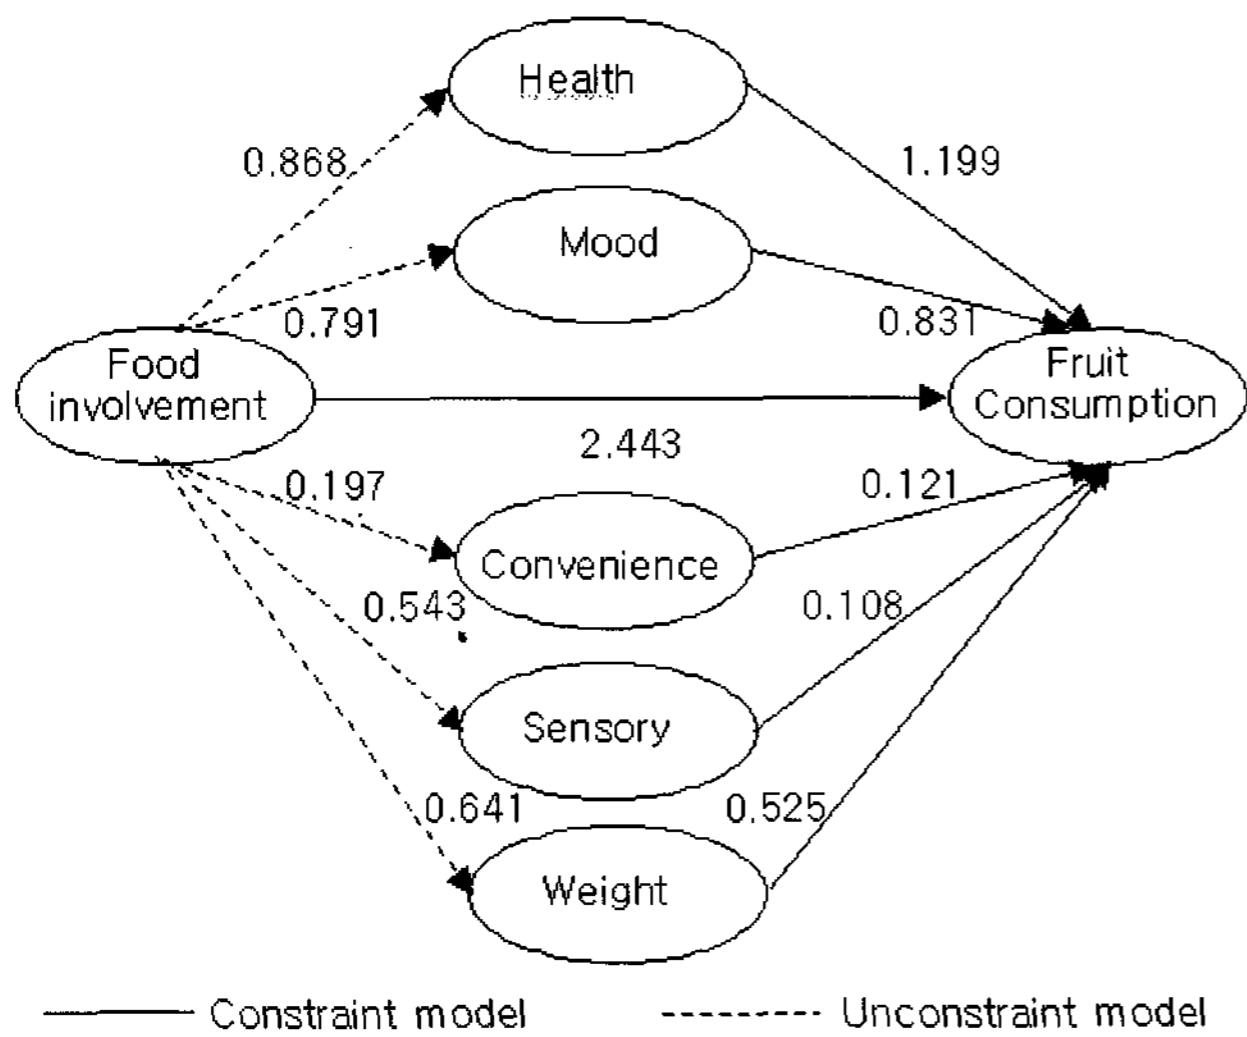 Health
0.868
1.199
Mood
0.791
0.831
Food
involvement
Fruit
Consumption
2.443
0.197
0.121
Convenience
0.543
0.108
Sensory
0.641
0.525
Weight
Constraint model
Unconstraint model